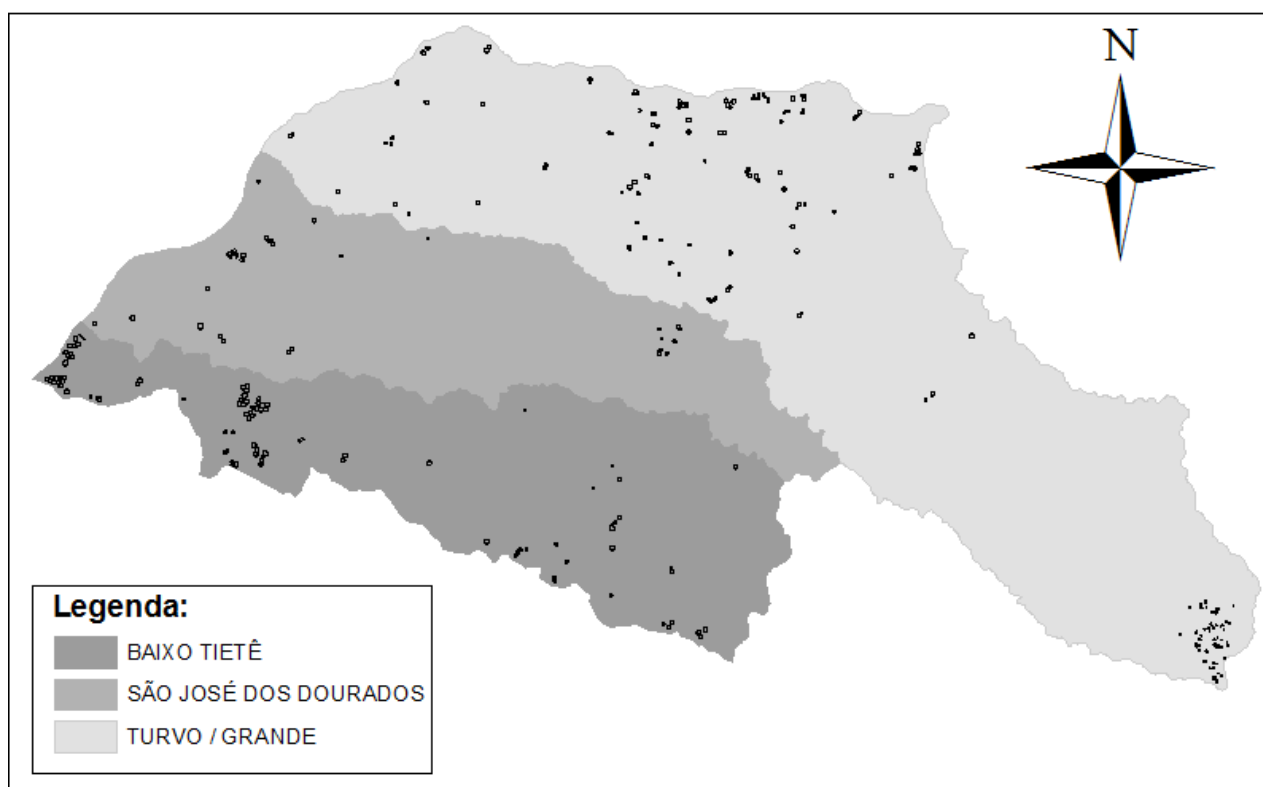 N
Legenda:
BAIXO TIETÊ
SÃO JOSÉ DOS DOURADOS
TURVO / GRANDE